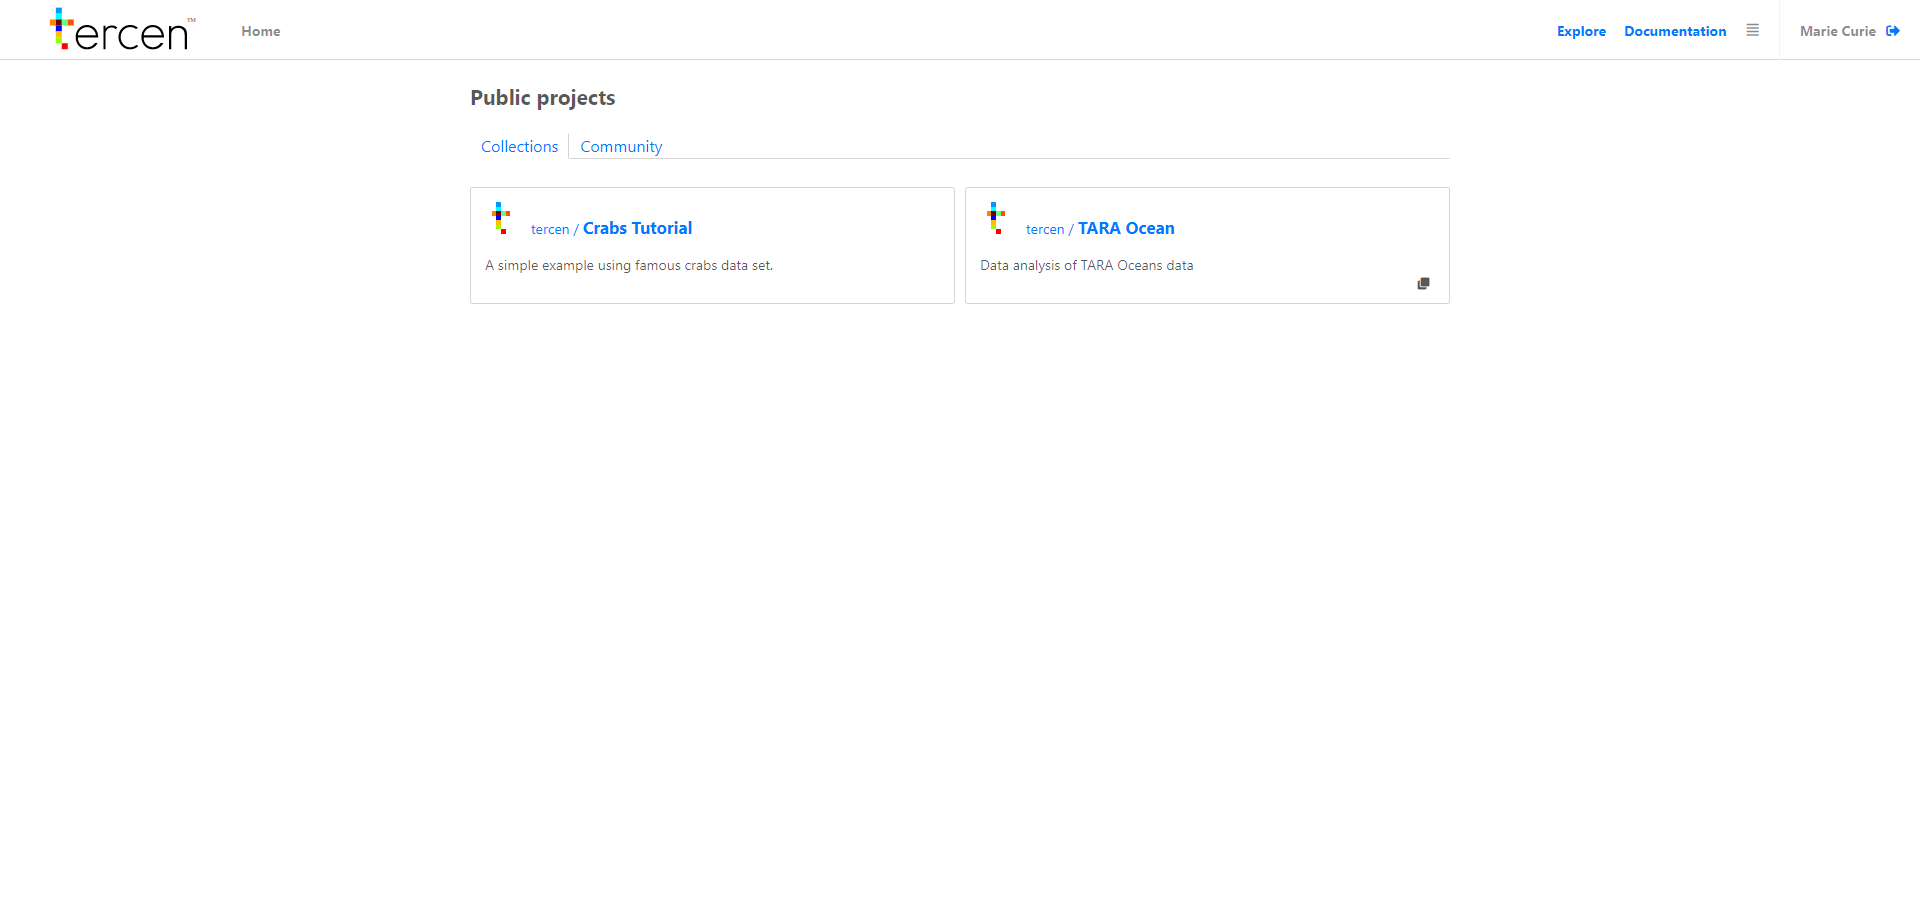 tercen™ Home Explore Documentation Marie Curie
Public projects
Collections Community
tercen / Crabs Tutorial
A simple example using famous crabs data set.
tercen / TARA Ocean
Data analysis of TARA Oceans data